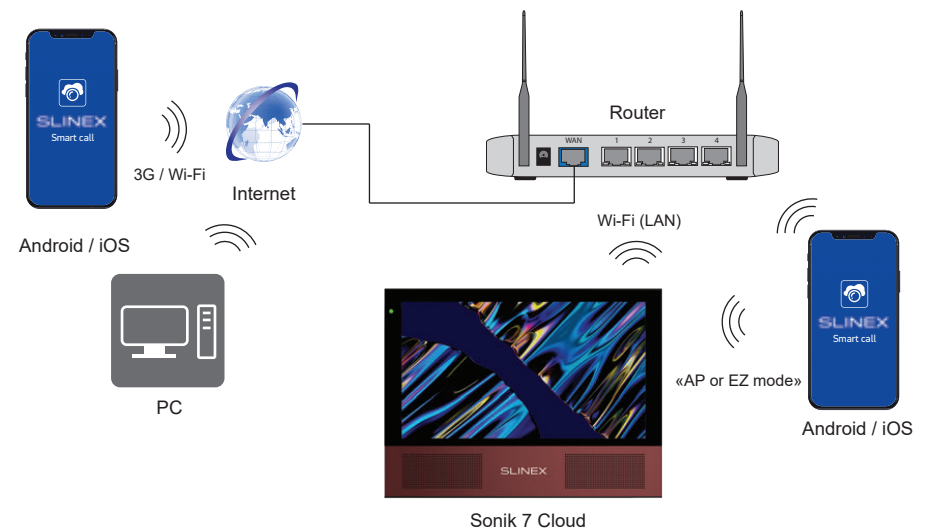 SLINEX
Smart call
3G / Wi-Fi
Internet
Android / iOS
PC
Router
WAN
1
2
3
4
Wi-Fi (LAN)
SLINEX
Smart call
«AP or EZ mode»
Android / iOS
SLINEX
Sonik 7 Cloud